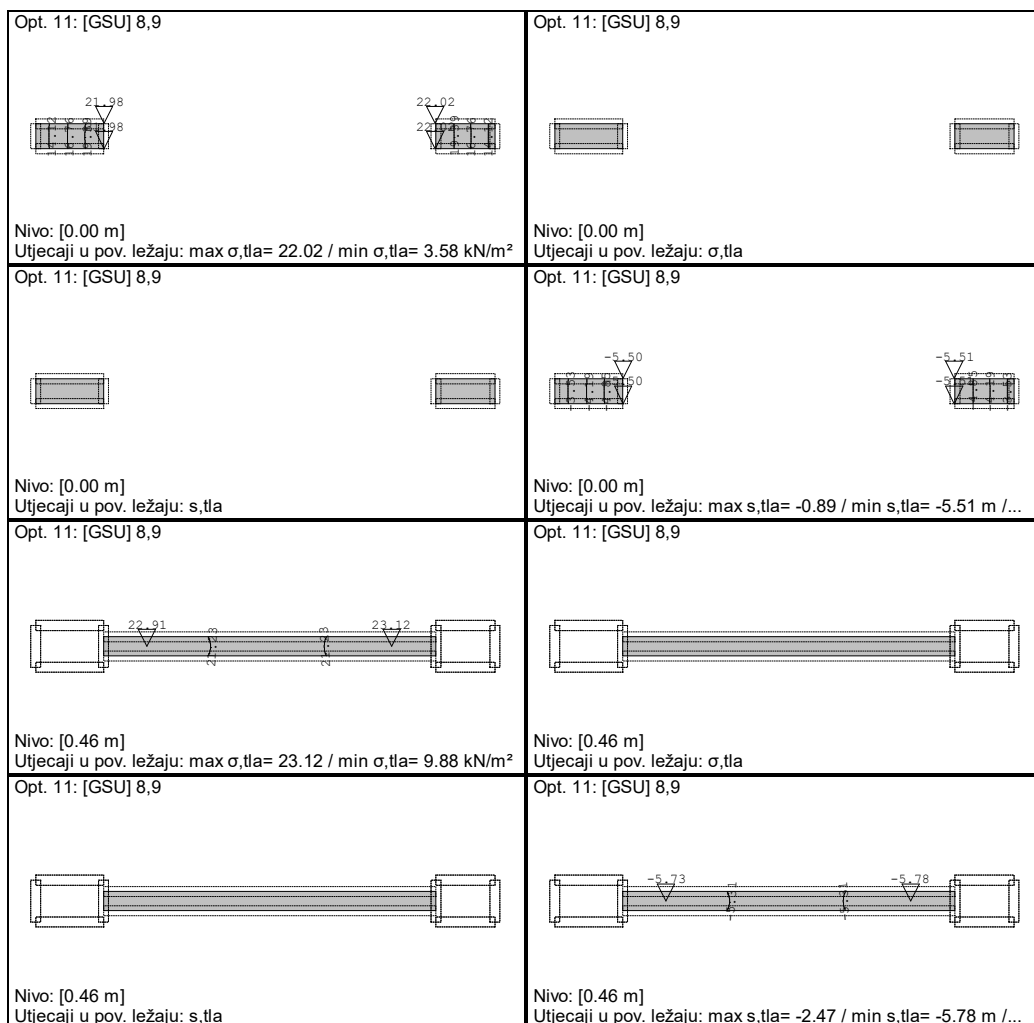 Opt. 11: [GSU] 8,9
21.98
22.02
Nivo: [0.00 m]
Utjecaji u pov. ležaju: max σ,tla= 22.02 / min σ,tla= 3.58 kN/m²
Opt. 11: [GSU] 8,9
Nivo: [0.00 m]
Utjecaji u pov. ležaju: σ,tla
Opt. 11: [GSU] 8,9
Nivo: [0.00 m]
Utjecaji u pov. ležaju: s,tla
Opt. 11: [GSU] 8,9
-5.50
-5.51
Nivo: [0.00 m]
Utjecaji u pov. ležaju: max s,tla= -0.89 / min s,tla= -5.51 m /...
Opt. 11: [GSU] 8,9
22.91
21.23
21.23
23.12
Nivo: [0.46 m]
Utjecaji u pov. ležaju: max σ,tla= 23.12 / min σ,tla= 9.88 kN/m²
Opt. 11: [GSU] 8,9
Nivo: [0.46 m]
Utjecaji u pov. ležaju: σ,tla
Opt. 11: [GSU] 8,9
Nivo: [0.46 m]
Utjecaji u pov. ležaju: s,tla
Opt. 11: [GSU] 8,9
-5.73
-5.78
Nivo: [0.46 m]
Utjecaji u pov. ležaju: max s,tla= -2.47 / min s,tla= -5.78 m /...